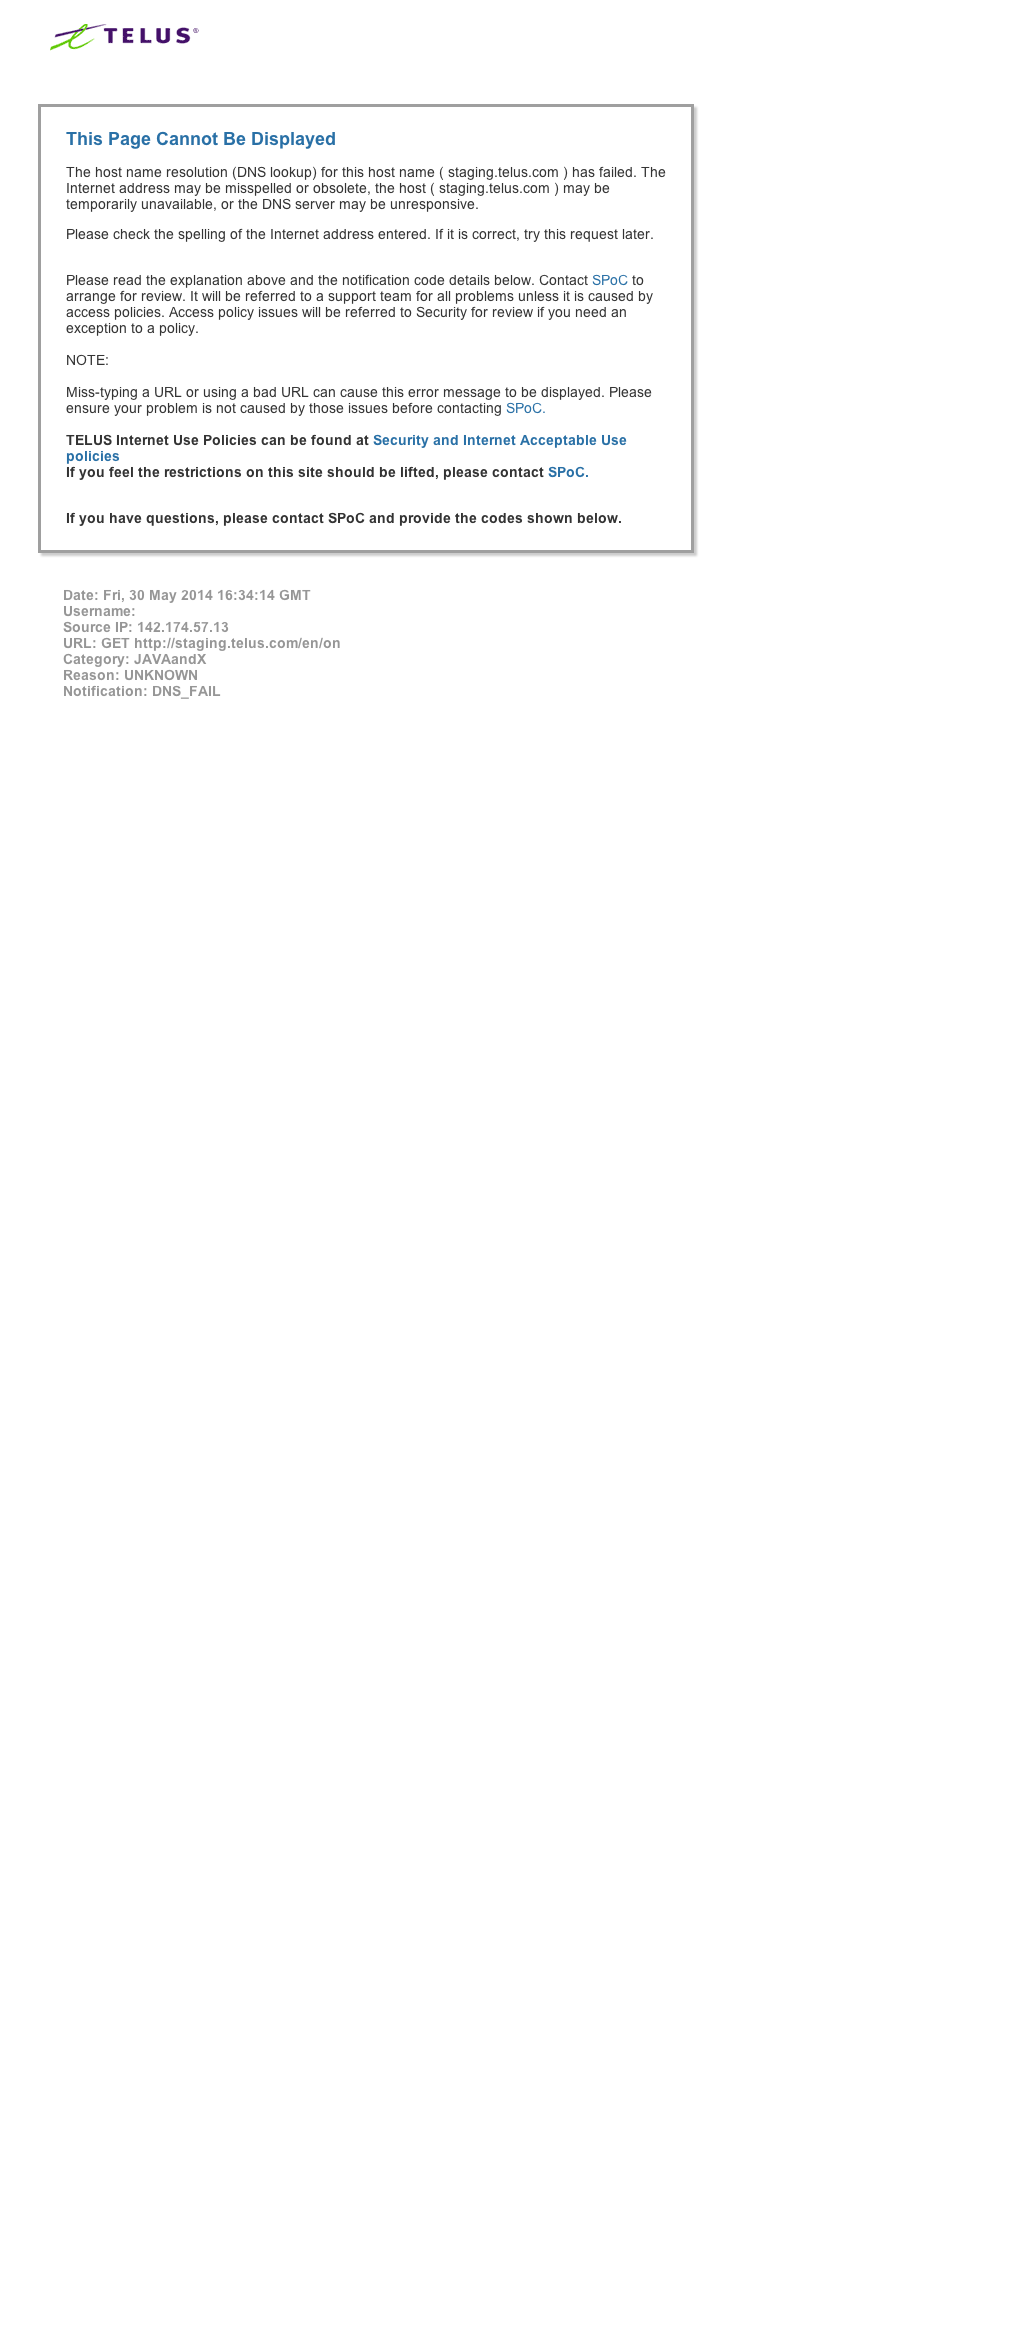 TELUS®
This Page Cannot Be Displayed
The host name resolution (DNS lookup) for this host name ( staging.telus.com ) has failed. The
Internet address may be misspelled or obsolete, the host ( staging.telus.com ) may be
temporarily unavailable, or the DNS server may be unresponsive.
Please check the spelling of the Internet address entered. If it is correct, try this request later.
Please read the explanation above and the notification code details below. Contact SPoC to
arrange for review. It will be referred to a support team for all problems unless it is caused by
access policies. Access policy issues will be referred to Security for review if you need an
exception to a policy.
NOTE:
Miss-typing a URL or using a bad URL can cause this error message to be displayed. Please
ensure your problem is not caused by those issues before contacting SPoC.
TELUS Internet Use Policies can be found at Security and Internet Acceptable Use
policies
If you feel the restrictions on this site should be lifted, please contact SPoC.
If you have questions, please contact SPoC and provide the codes shown below.
Date: Fri, 30 May 2014 16:34:14 GMT
Username:
Source IP: 142.174.57.13
URL: GET http://staging.telus.com/en/on
Category: JAVAandX
Reason: UNKNOWN
Notification: DNS_FAIL